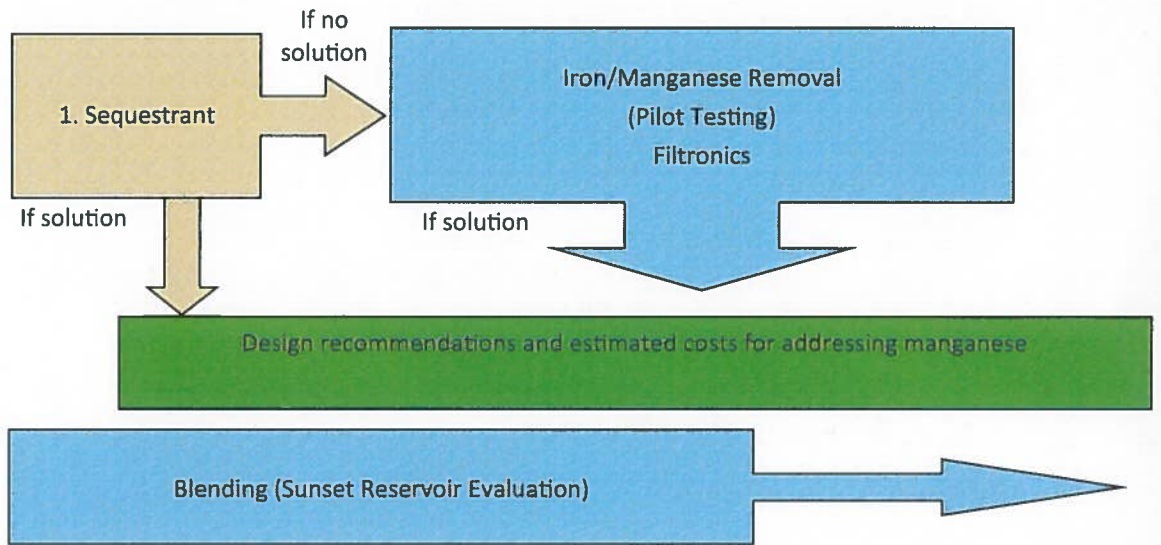 If no
solution
1. Sequestrant
Iron/Manganese Removal
(Pilot Testing)
Filtronics
If solution
If solution
Design recommendations and estimated costs for addressing manganese
Blending (Sunset Reservoir Evaluation)